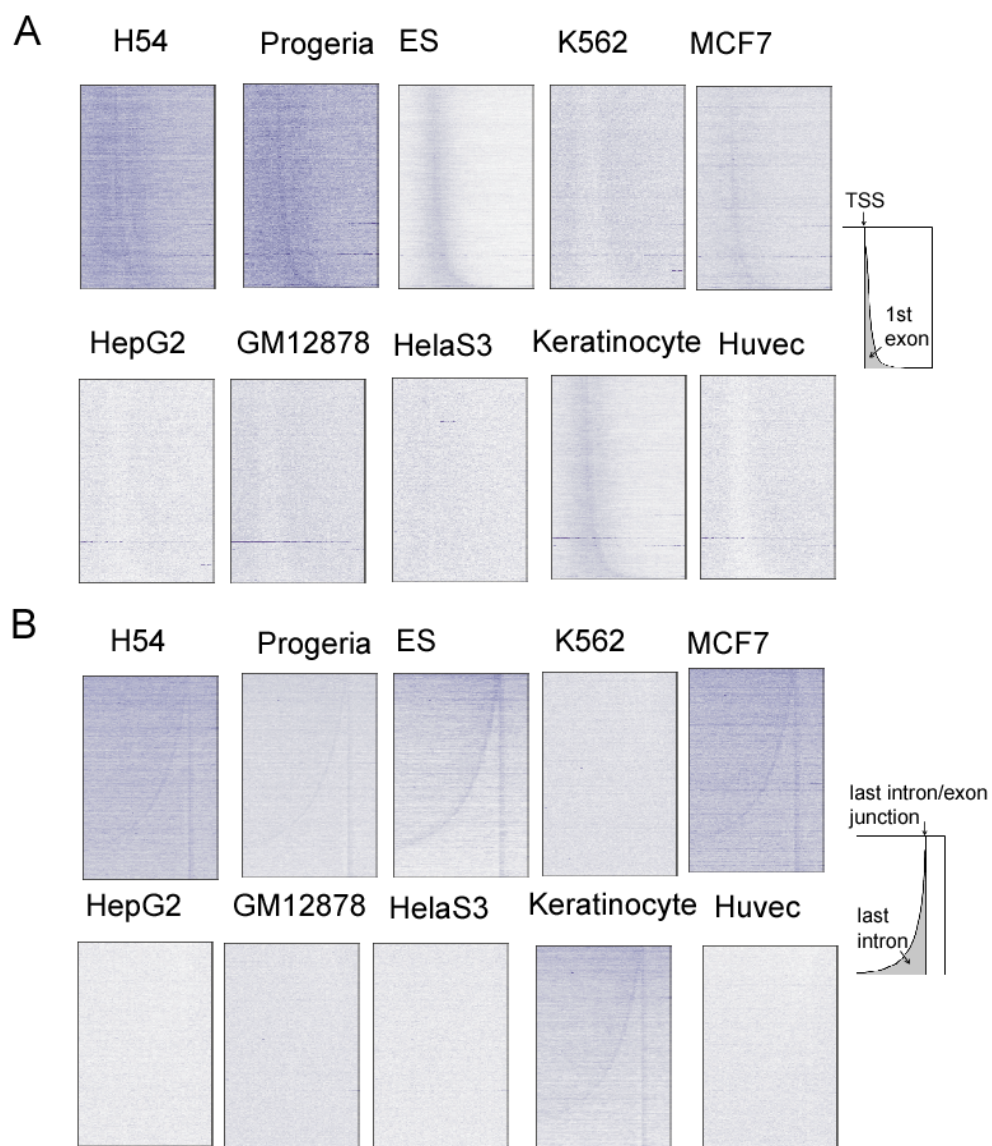 A
H54 Progeria ES K562 MCF7
TSS
1st
exon
HepG2 GM12878 HelaS3 Keratinocyte Huvec
B
H54 Progeria ES K562 MCF7
last intron/exon
junction
HepG2 GM12878 HelaS3 Keratinocyte Huvec
last
intron